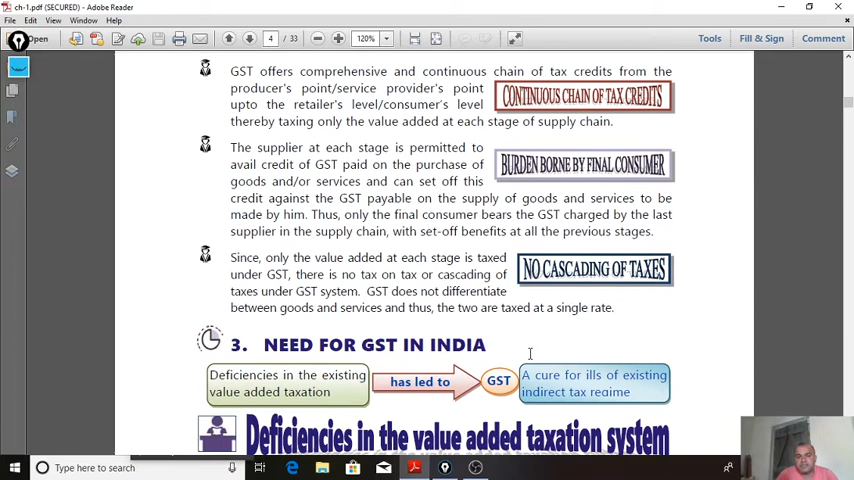 ch-1.pdf (SECURED) - Adobe Reader
File Edit View Window Help
Open
4 / 33
120%
Tools
Fill & Sign
Comment
GST offers comprehensive and continuous chain of tax credits from the
producer's point/service provider's point
upto the retailer's level/consumer's level
CONTINUOUS CHAIN OF TAX CREDITS
thereby taxing only the value added at each stage of supply chain.
The supplier at each stage is permitted to
avail credit of GST paid on the purchase of
goods and/or services and can set off this
BURDEN BORNE BY FINAL CONSUMER
credit against the GST payable on the supply of goods and services to be
made by him. Thus, only the final consumer bears the GST charged by the last
supplier in the supply chain, with set-off benefits at all the previous stages.
Since, only the value added at each stage is taxed
under GST, there is no tax on tax or cascading of
taxes under GST system. GST does not differentiate
NO CASCADING OF TAXES
between goods and services and thus, the two are taxed at a single rate.
3. NEED FOR GST IN INDIA
Deficiencies in the existing
value added taxation
has led to
GST
A cure for ills of existing
indirect tax regime
Deficiencies in the value added taxation system
Type here to search